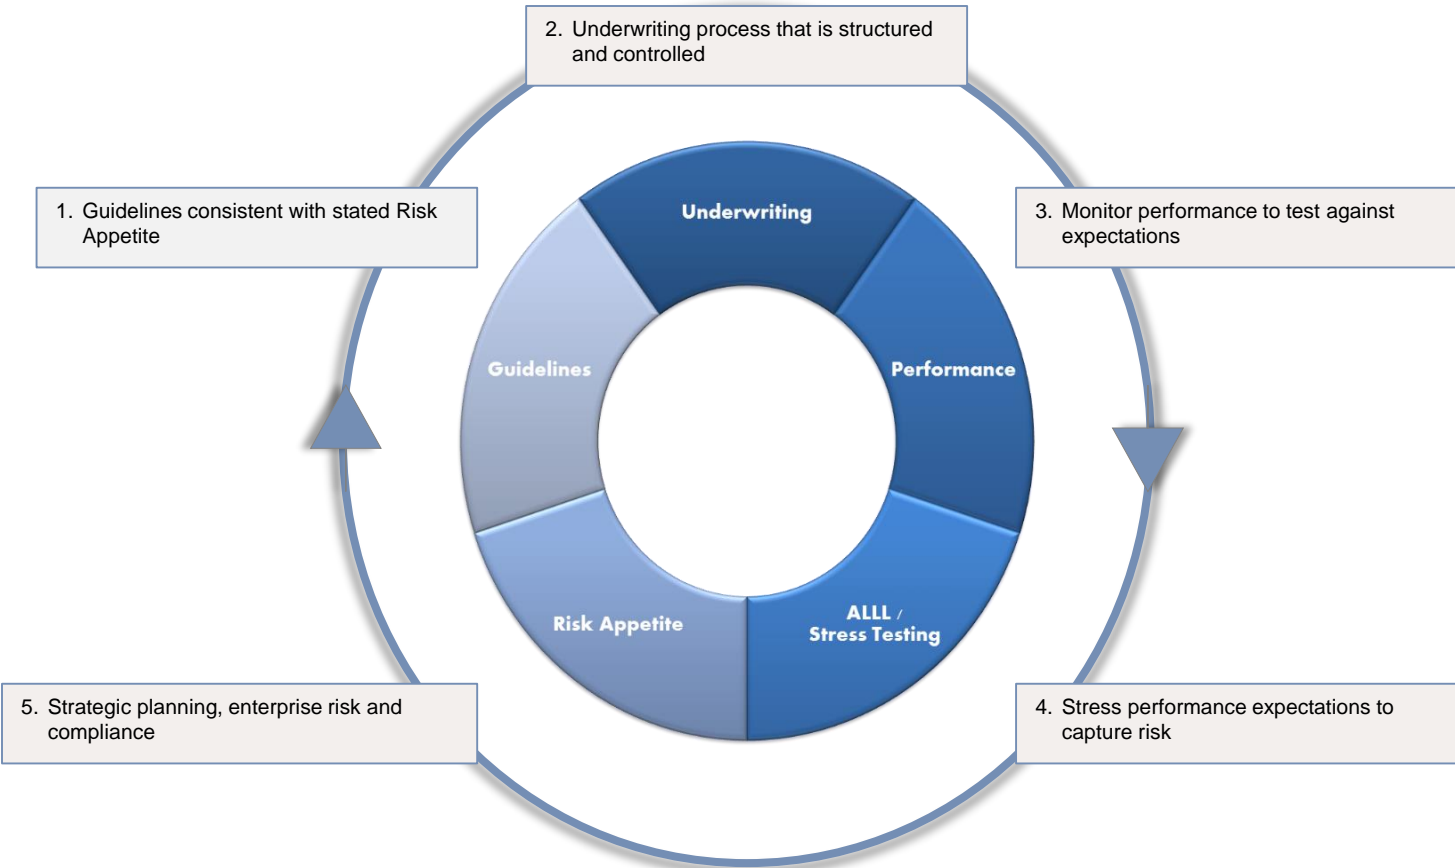 2. Underwriting process that is structured
and controlled
1. Guidelines consistent with stated Risk
Appetite
3. Monitor performance to test against
expectations
Underwriting
Guidelines
Performance
Risk Appetite
ALLL /
Stress Testing
5. Strategic planning, enterprise risk and
compliance
4. Stress performance expectations to
capture risk